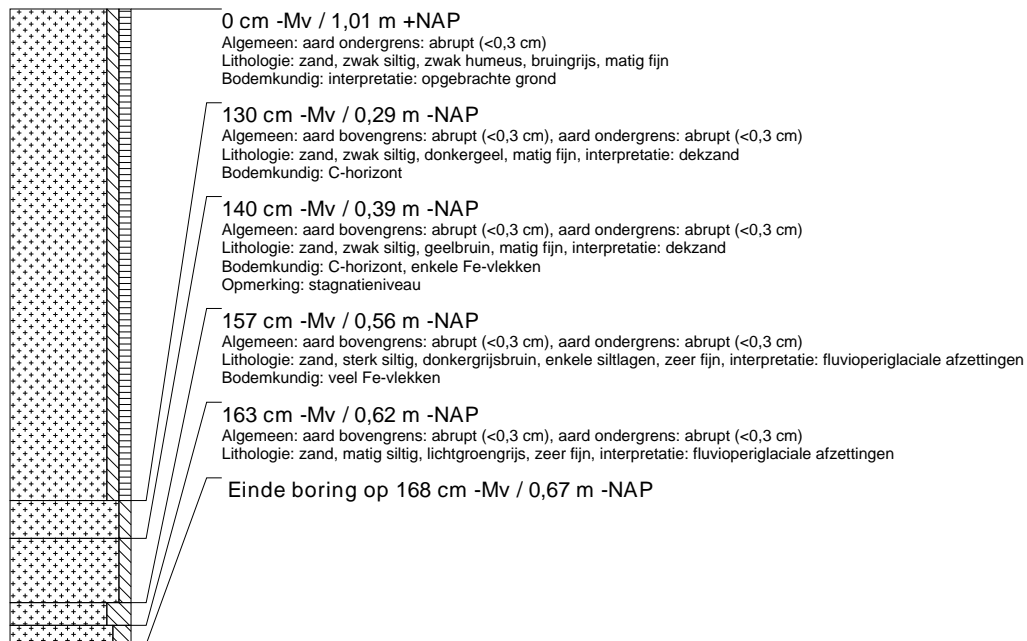 0 cm -Mv / 1,01 m +NAP
Algemeen: aard ondergrens: abrupt (<0,3 cm)
Lithologie: zand, zwak siltig, zwak humeus, bruingrijs, matig fijn
Bodemkundig: interpretatie: opgebrachte grond
130 cm -Mv / 0,29 m -NAP
Algemeen: aard bovengrens: abrupt (<0,3 cm), aard ondergrens: abrupt (<0,3 cm)
Lithologie: zand, zwak siltig, donkergeel, matig fijn, interpretatie: dekzand
Bodemkundig: C-horizont
140 cm -Mv / 0,39 m -NAP
Algemeen: aard bovengrens: abrupt (<0,3 cm), aard ondergrens: abrupt (<0,3 cm)
Lithologie: zand, zwak siltig, geelbruin, matig fijn, interpretatie: dekzand
Bodemkundig: C-horizont, enkele Fe-vlekken
Opmerking: stagnatieniveau
157 cm -Mv / 0,56 m -NAP
Algemeen: aard bovengrens: abrupt (<0,3 cm), aard ondergrens: abrupt (<0,3 cm)
Lithologie: zand, sterk siltig, donkergrijsbruin, enkele siltlagen, zeer fijn, interpretatie: fluvioperiglaciale afzettingen
Bodemkundig: veel Fe-vlekken
163 cm -Mv / 0,62 m -NAP
Algemeen: aard bovengrens: abrupt (<0,3 cm), aard ondergrens: abrupt (<0,3 cm)
Lithologie: zand, matig siltig, lichtgroengrijs, zeer fijn, interpretatie: fluvioperiglaciale afzettingen
Einde boring op 168 cm -Mv / 0,67 m -NAP